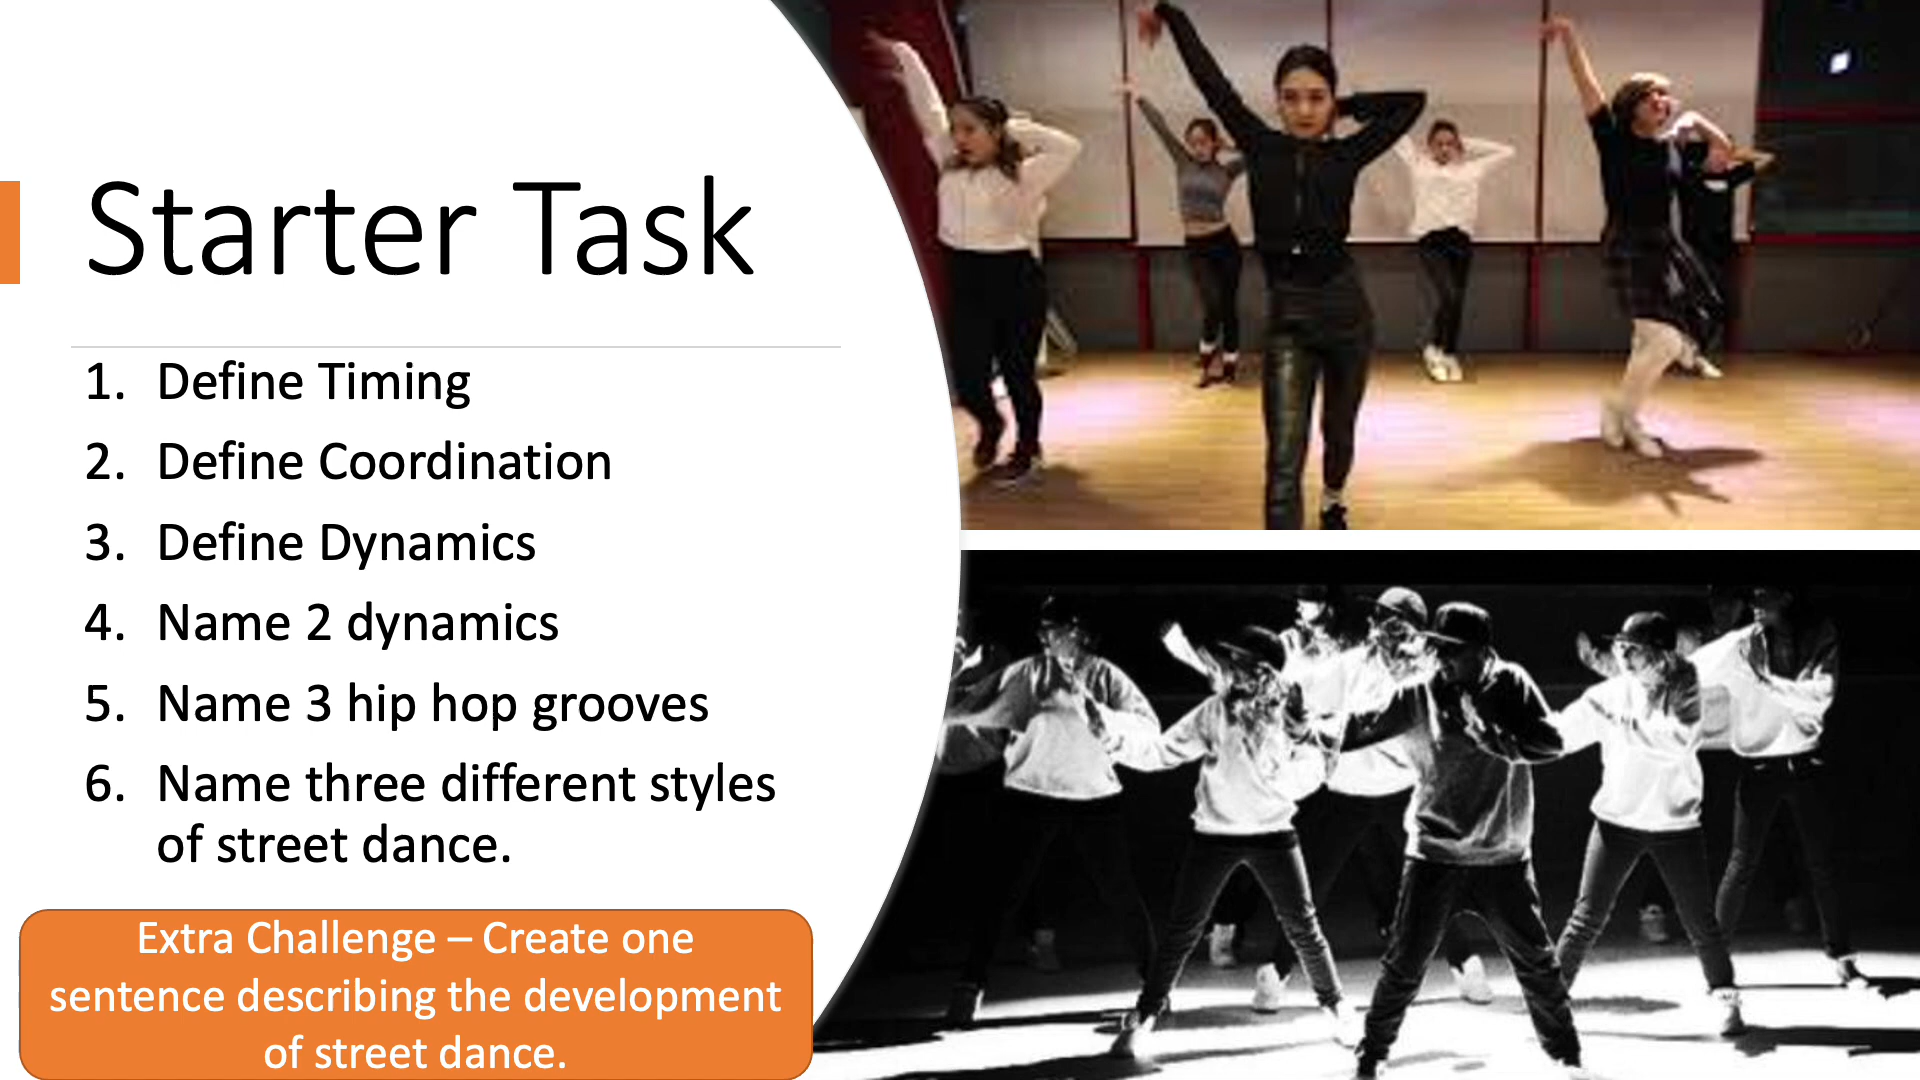 Starter Task
1. Define Timing
2. Define Coordination
3. Define Dynamics
4. Name 2 dynamics
5. Name 3 hip hop grooves
6. Name three different styles
of street dance.
Extra Challenge – Create one
sentence describing the development
of street dance.